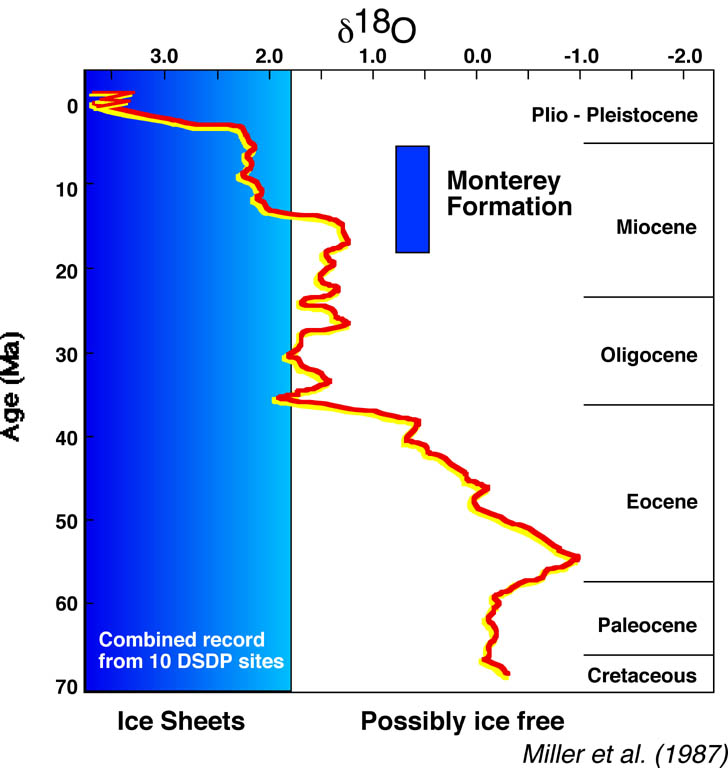 δ18O
3.0 2.0 1.0 0.0 -1.0 -2.0
Age (Ma)
0
10
20
30
40
50
60
70
Plio - Pleistocene
Monterey
Formation
Miocene
Oligocene
Eocene
Paleocene
Cretaceous
Combined record
from 10 DSDP sites
Ice Sheets
Possibly ice free
Miller et al. (1987)